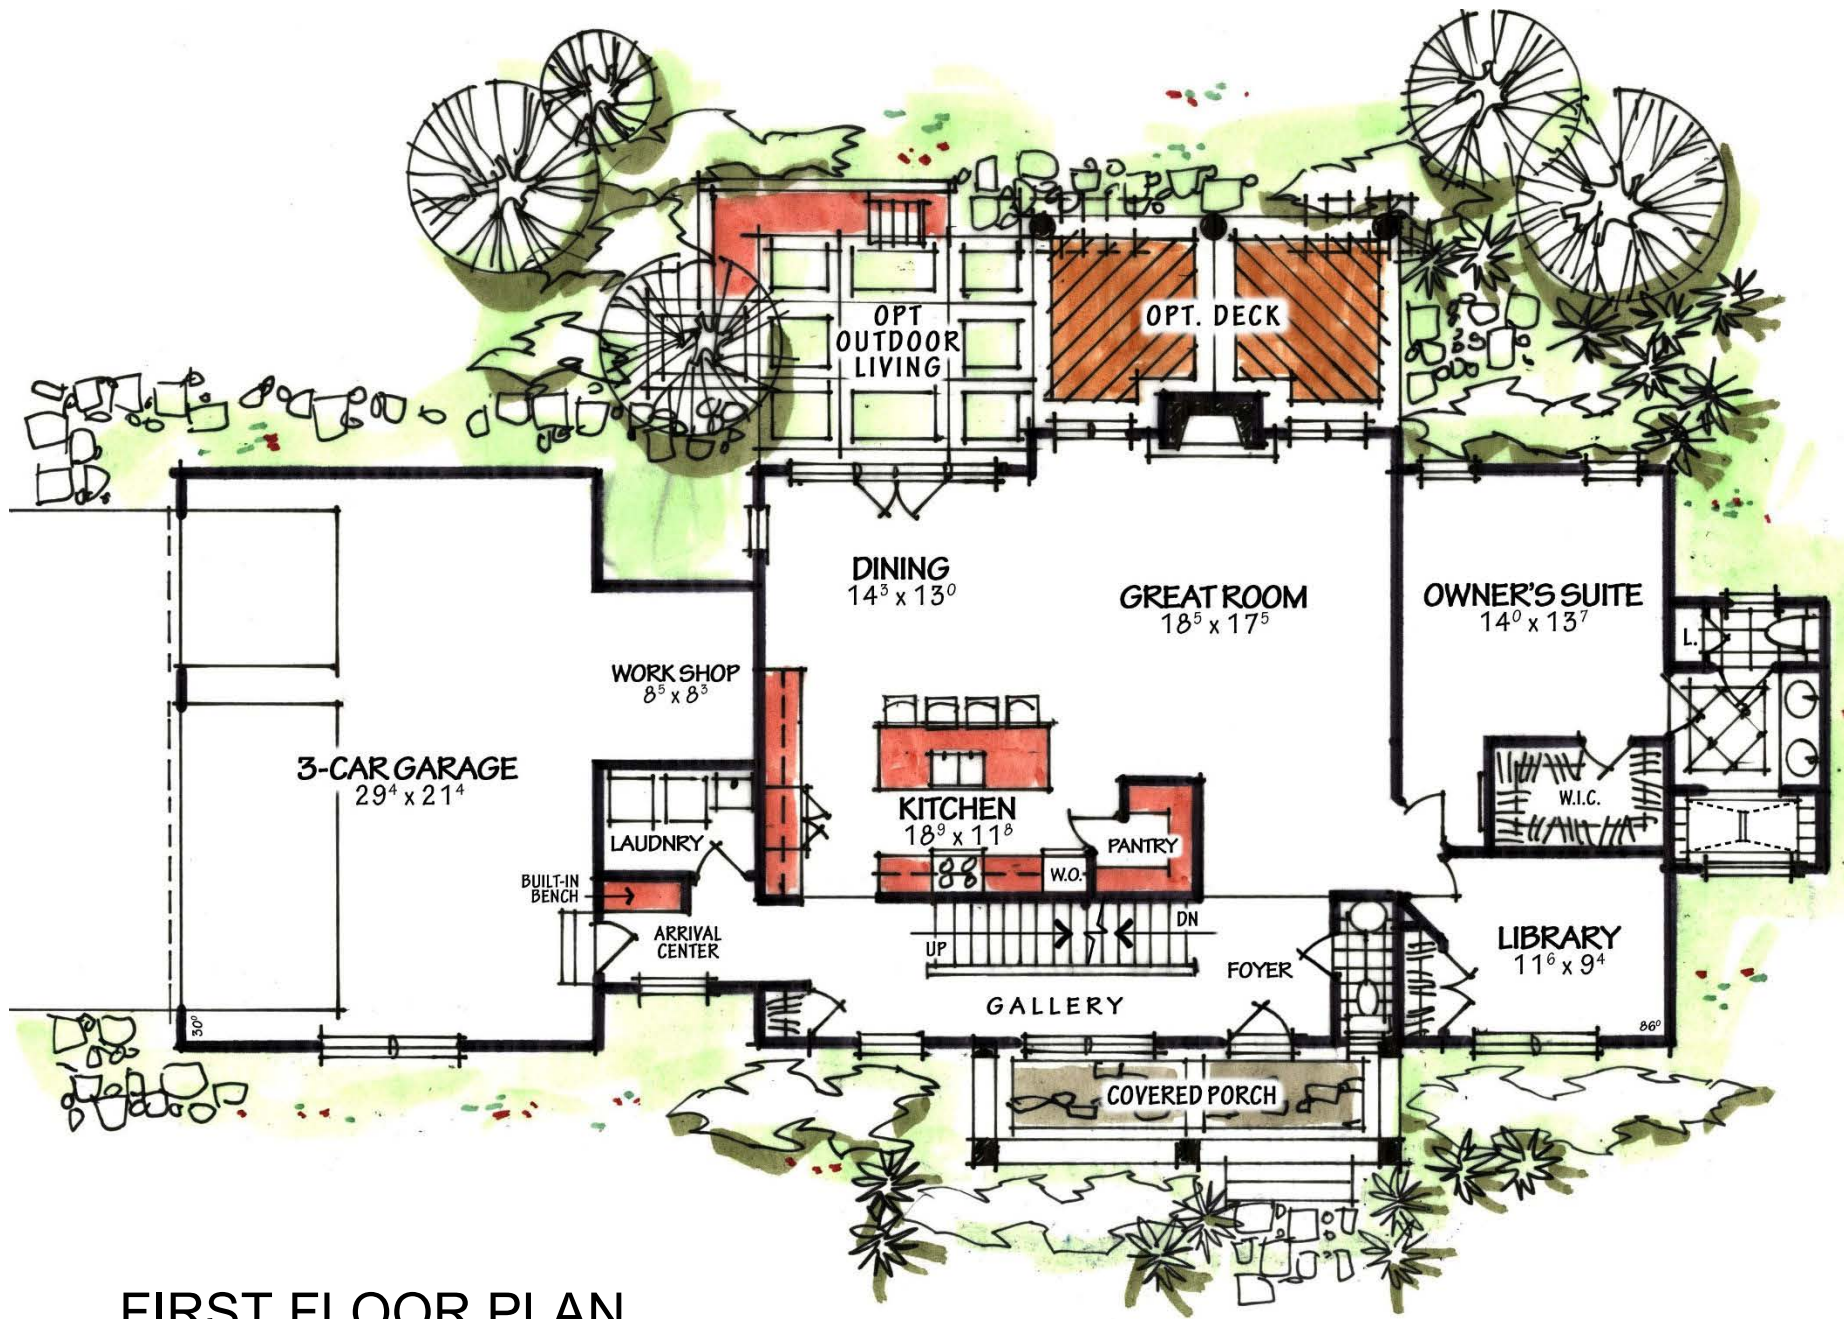 OPT
OUTDOOR
LIVING
OPT. DECK
DINING
14³ x 13⁰
GREAT ROOM
18⁵ x 17⁵
OWNER'S SUITE
14⁰ x 13⁷
L.
WORK SHOP
8⁵ x 8³
3-CAR GARAGE
29⁴ x 21⁴
KITCHEN
18⁹ x 11⁸
W.I.C.
LAUDNRY
PANTRY
W.O.
BUILT-IN
BENCH
ARRIVAL
CENTER
UP
DN
FOYER
LIBRARY
11⁶ x 9⁴
GALLERY
30⁰
86⁰
COVERED PORCH
FIRST FLOOR PLAN